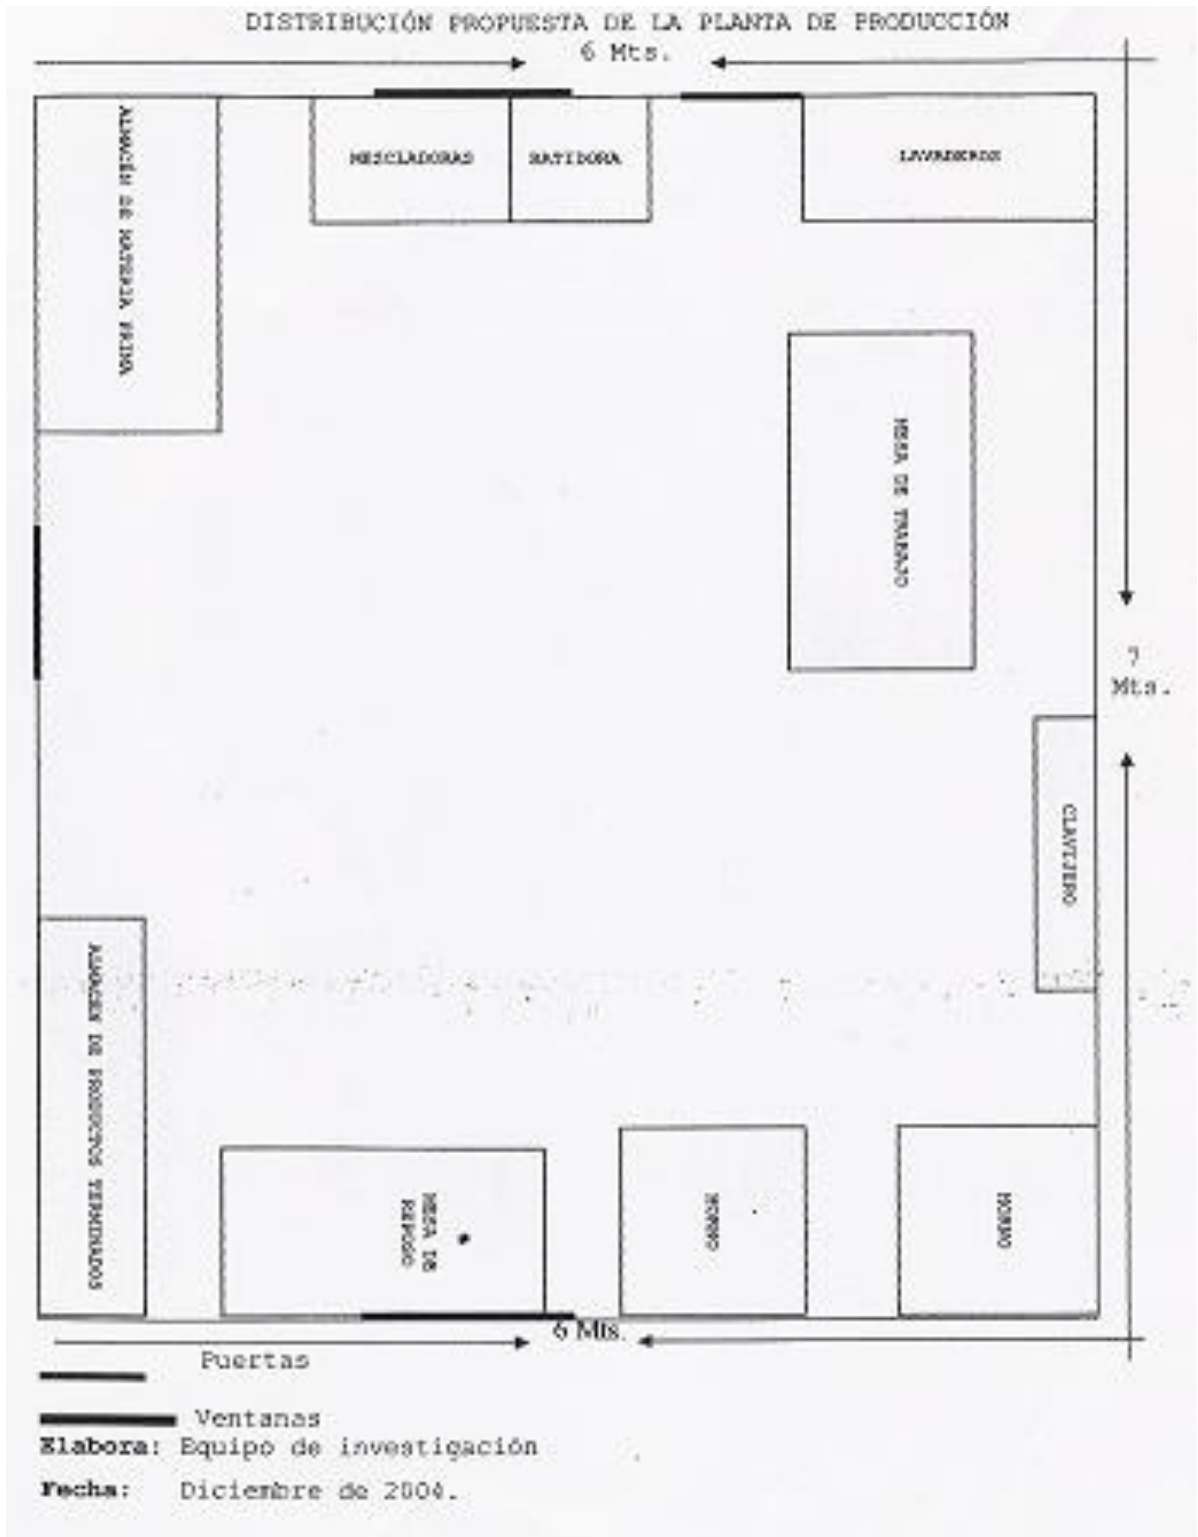 DISTRIBUCIÓN PROPUESTA DE LA PLANTA DE PRODUCCIÓN
6 Mts.
ALMACÉN DE MATERIA PRIMA
MESCLADORAS
BATIDORA
LAVADEROS
MESA DE TRABAJO
7
Mts.
CLAVIJERO
ALMACEN DE PRODUCTOS TERMINADOS
MESA DE
REPOSO
HORNO
HORNO
6 Mts.
Puertas
Ventanas
Elabora: Equipo de investigación
Fecha: Diciembre de 2004.